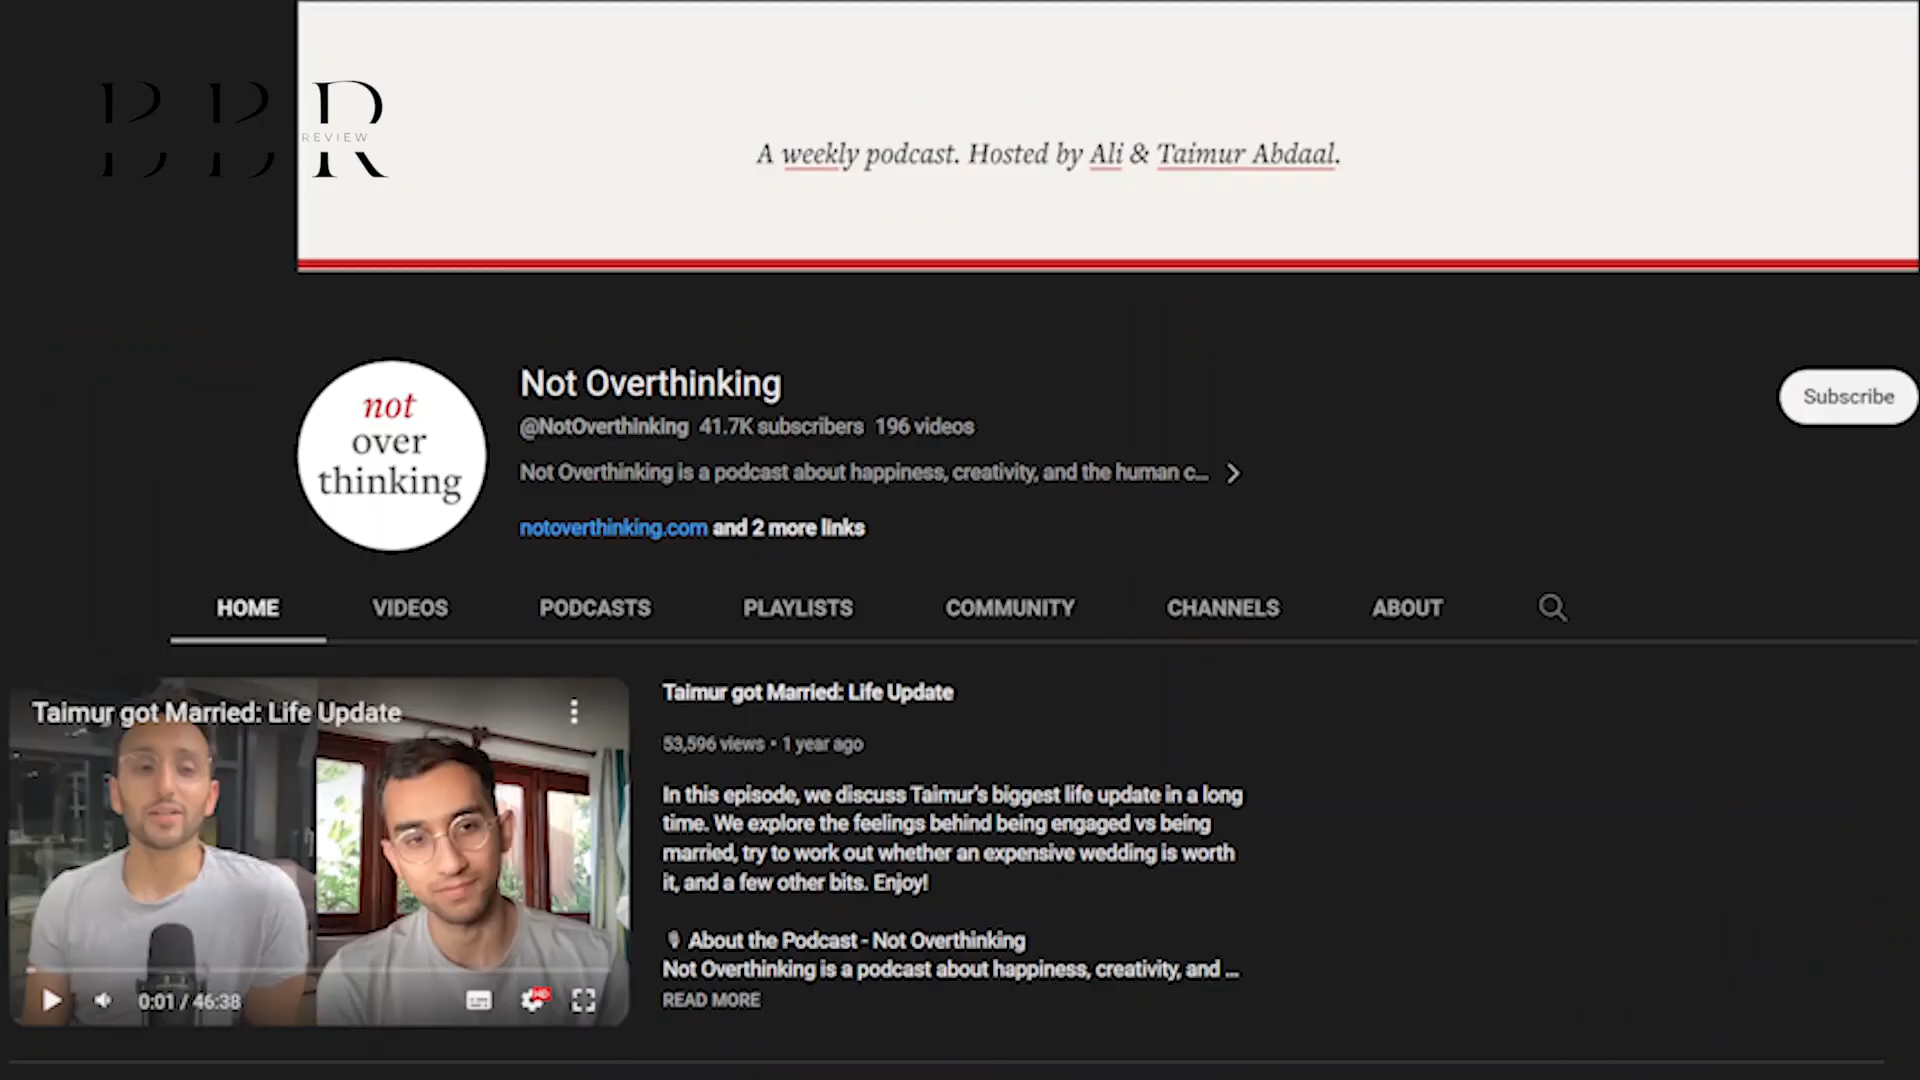 BBR
REVIEW
A weekly podcast. Hosted by Ali & Taimur Abdaal.
not
over
thinking
Not Overthinking
@NotOverthinking 41.7K subscribers 196 videos
Not Overthinking is a podcast about happiness, creativity, and the human c...
notoverthinking.com and 2 more links
Subscribe
HOME VIDEOS PODCASTS PLAYLISTS COMMUNITY CHANNELS ABOUT
Taimur got Married: Life Update
0:01 / 46:38
HD
Taimur got Married: Life Update
53,596 views • 1 year ago
In this episode, we discuss Taimur's biggest life update in a long
time. We explore the feelings behind being engaged vs being
married, try to work out whether an expensive wedding is worth
it, and a few other bits. Enjoy!
🎙 About the Podcast - Not Overthinking
Not Overthinking is a podcast about happiness, creativity, and ...
READ MORE